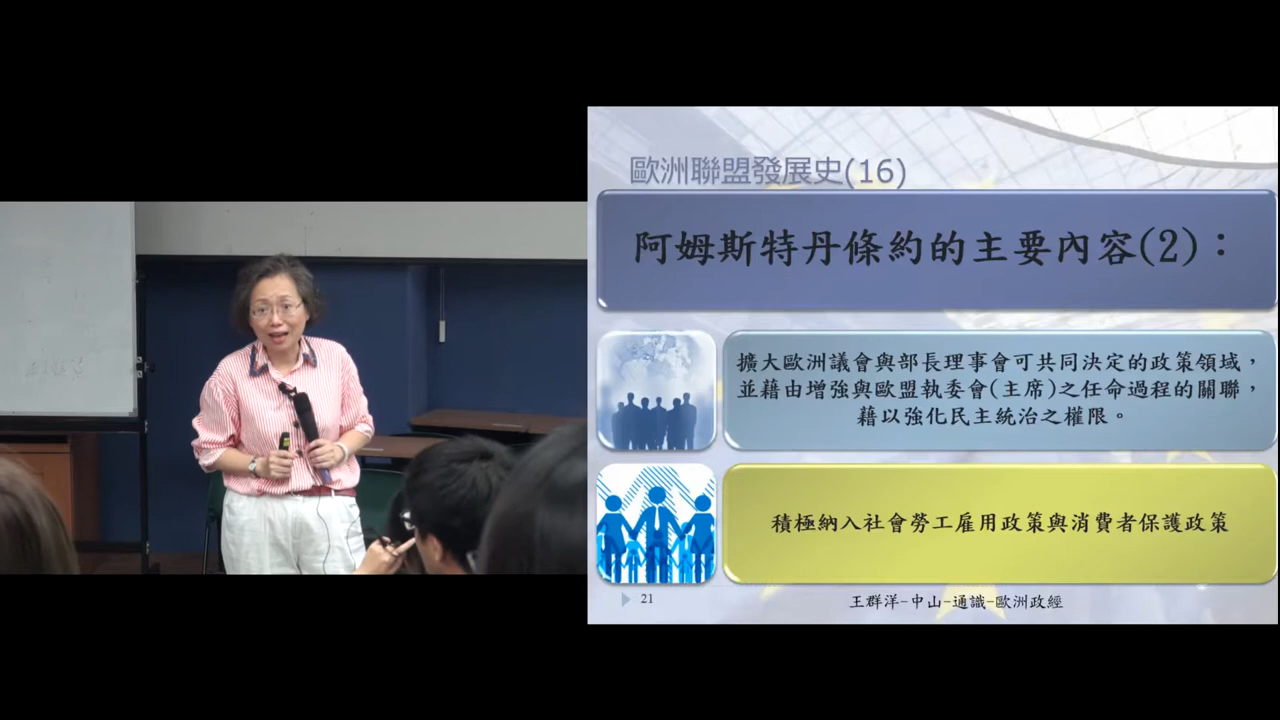 歐洲聯盟發展史(16)
阿姆斯特丹條約的主要內容(2)：
擴大歐洲議會與部長理事會可共同決定的政策領域，
並藉由增強與歐盟執委會(主席)之任命過程的關聯，
藉以強化民主統治之權限。
積極納入社會勞工雇用政策與消費者保護政策
21
王群洋-中山-通識-歐洲政經